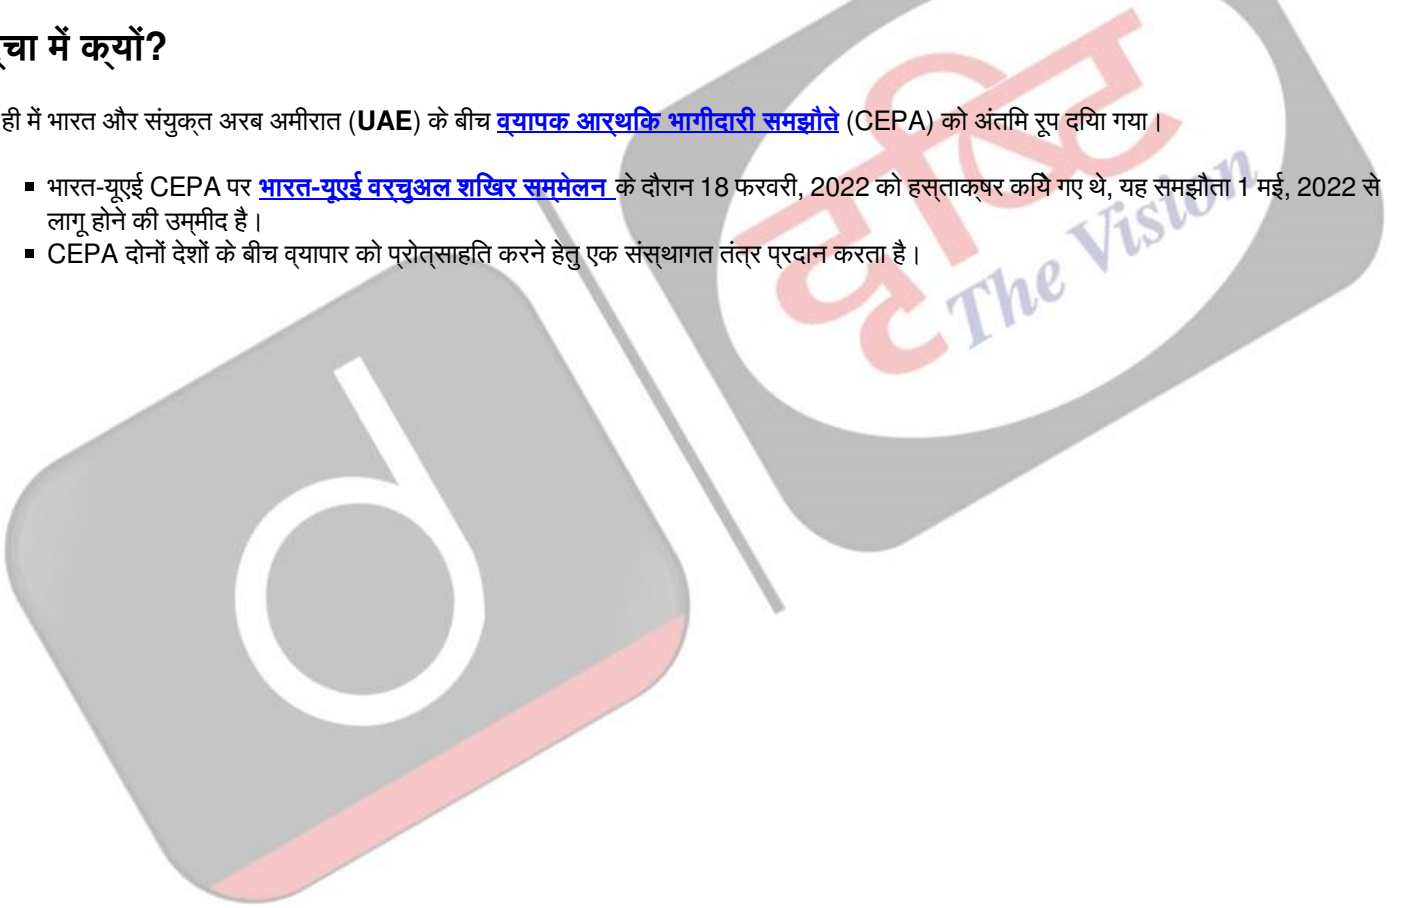 चा में क्यों?
ही में भारत और संयुक्त अरब अमीरात (UAE) के बीच व्यापक आर्थिक भागीदारी समझौते (CEPA) को अंतिम रूप दिया गया।
▪ भारत-यूएई CEPA पर भारत-यूएई वर्चुअल शिखर सम्मेलन के दौरान 18 फरवरी, 2022 को हस्ताक्षर किये गए थे, यह समझौता 1 मई, 2022 से
लागू होने की उम्मीद है।
▪ CEPA दोनों देशों के बीच व्यापार को प्रोत्साहित करने हेतु एक संस्थागत तंत्र प्रदान करता है।
दृष्टि
The Vision
d